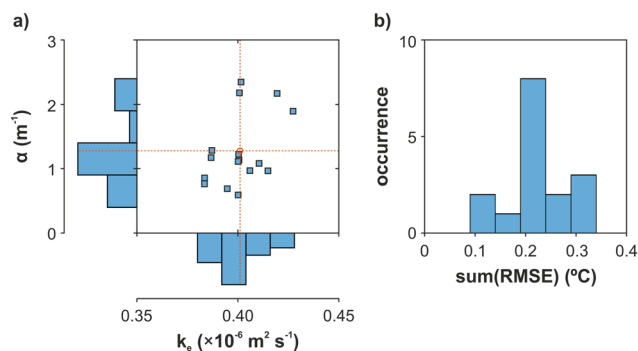 a)
b)
3
2
1
0
α (m⁻¹)
0.35
0.40
0.45
kₑ (×10⁻⁶ m² s⁻¹)
10
5
0
occurrence
0
0.1
0.2
0.3
0.4
sum(RMSE) (ºC)